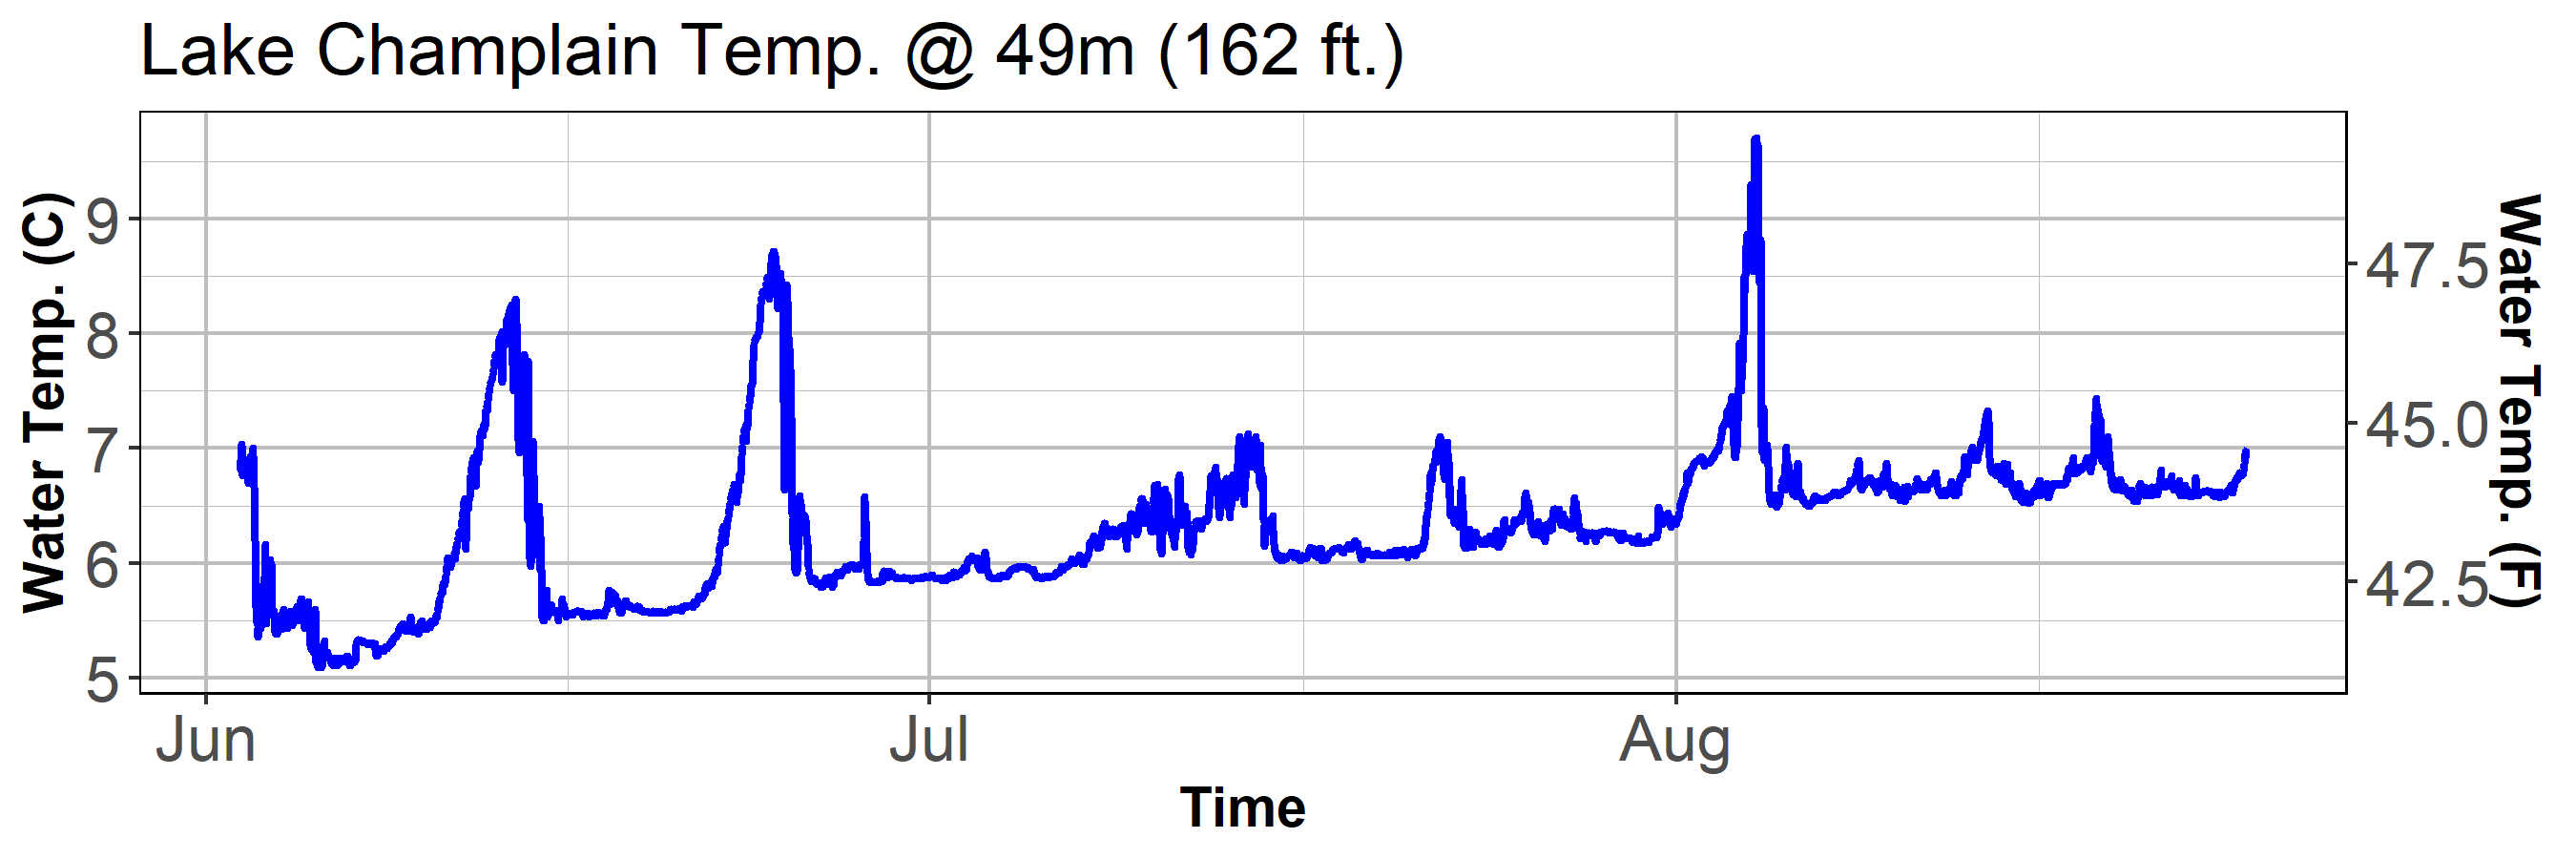 Lake Champlain Temp. @ 49m (162 ft.)
Water Temp. (C)
9
8
7
6
5
47.5
45.0
42.5
Water Temp. (F)
Jun Jul Aug
Time